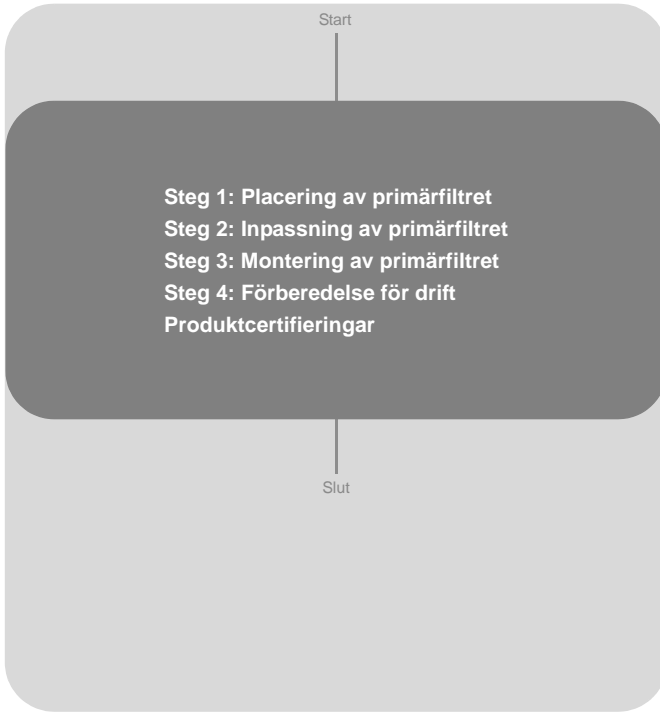 Start
Steg 1: Placering av primärfiltret
Steg 2: Inpassning av primärfiltret
Steg 3: Montering av primärfiltret
Steg 4: Förberedelse för drift
Produktcertifieringar
Slut